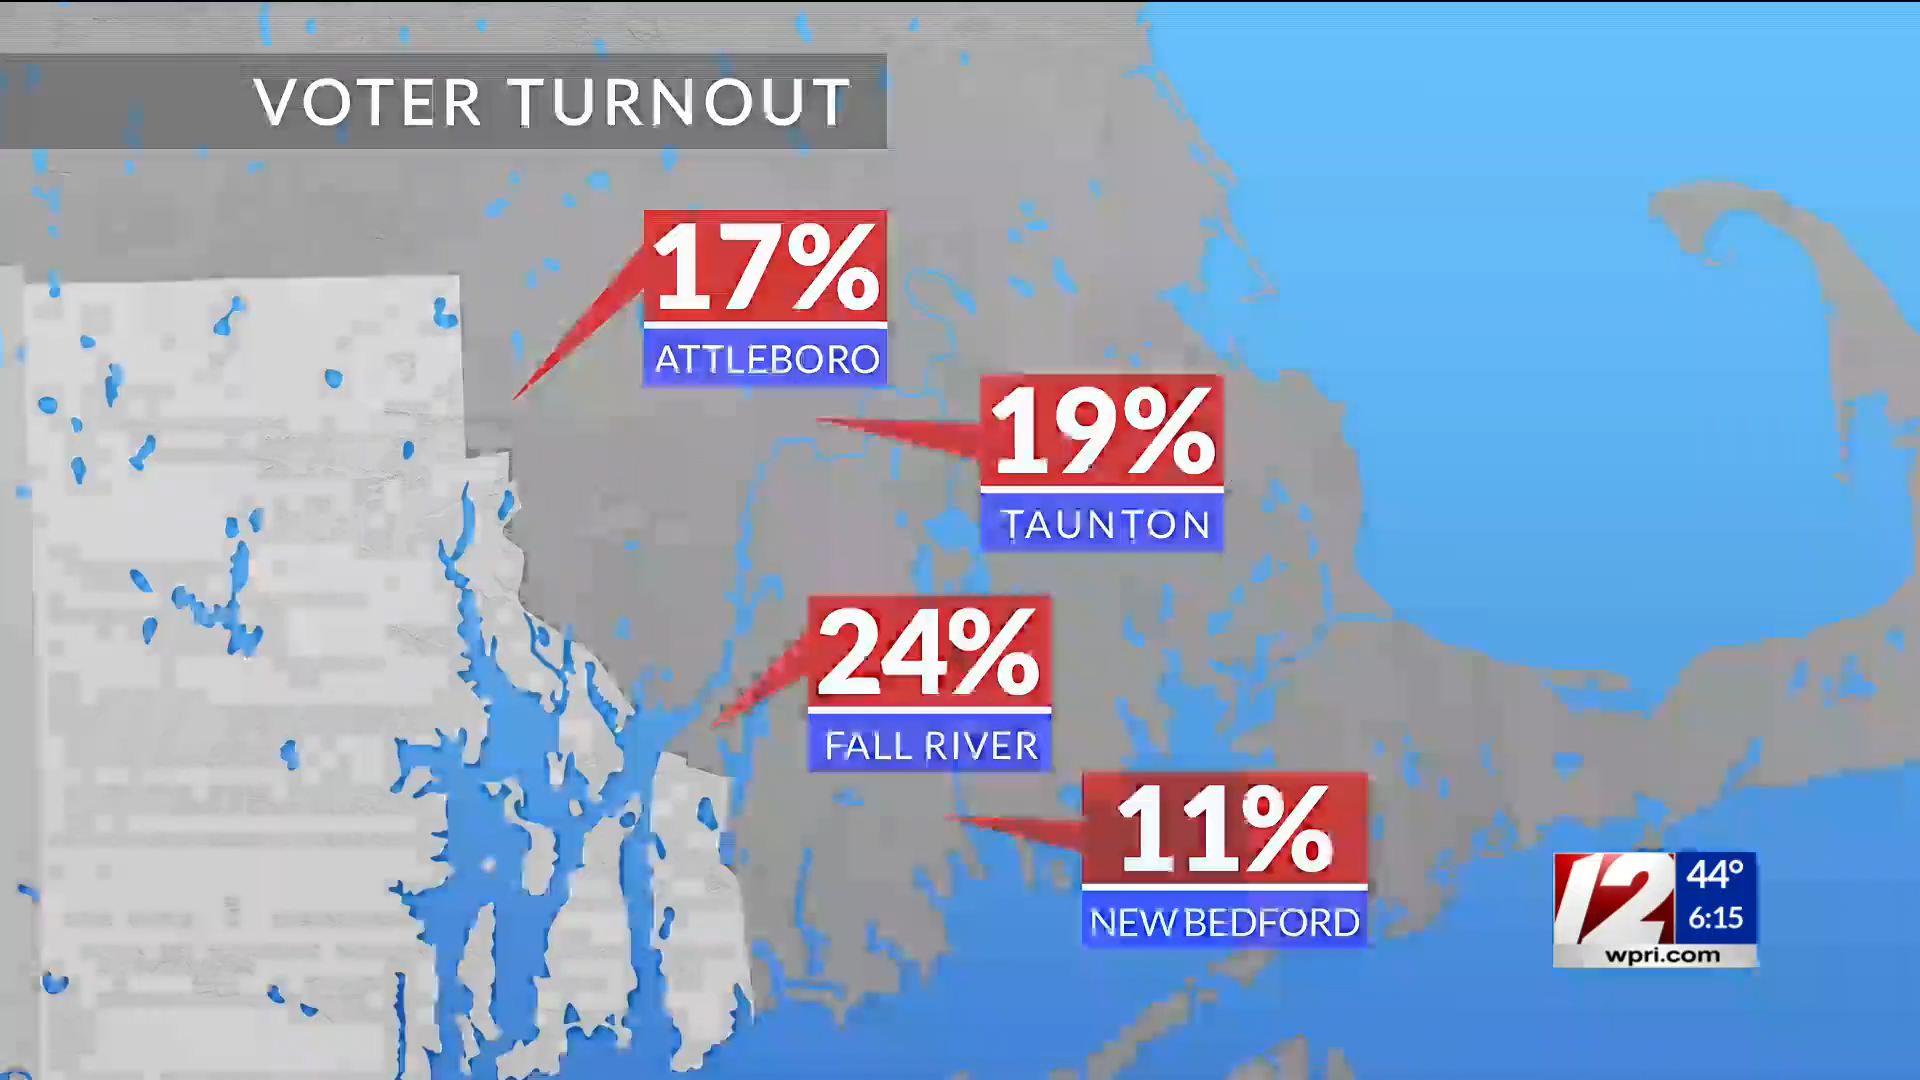 VOTER TURNOUT
17%
ATTLEBORO
19%
TAUNTON
24%
FALL RIVER
11%
NEW BEDFORD
12
44°
6:15
wpri.com